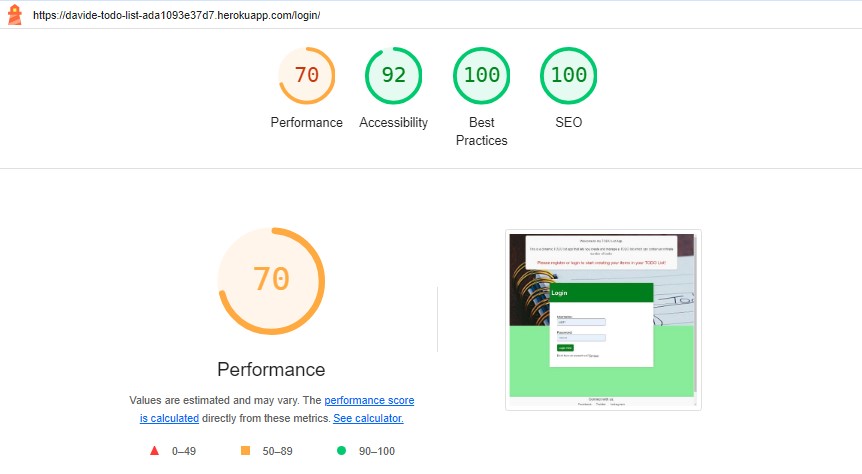 https://davide-todo-list-ada1093e37d7.herokuapp.com/login/
70
92
100
100
Performance
Accessibility
Best
Practices
SEO
70
Performance
Values are estimated and may vary. The performance score
is calculated directly from these metrics. See calculator.
0–49
50–89
90–100
Please register or login to start creating your items in your TODO List!
Login
Username
Password